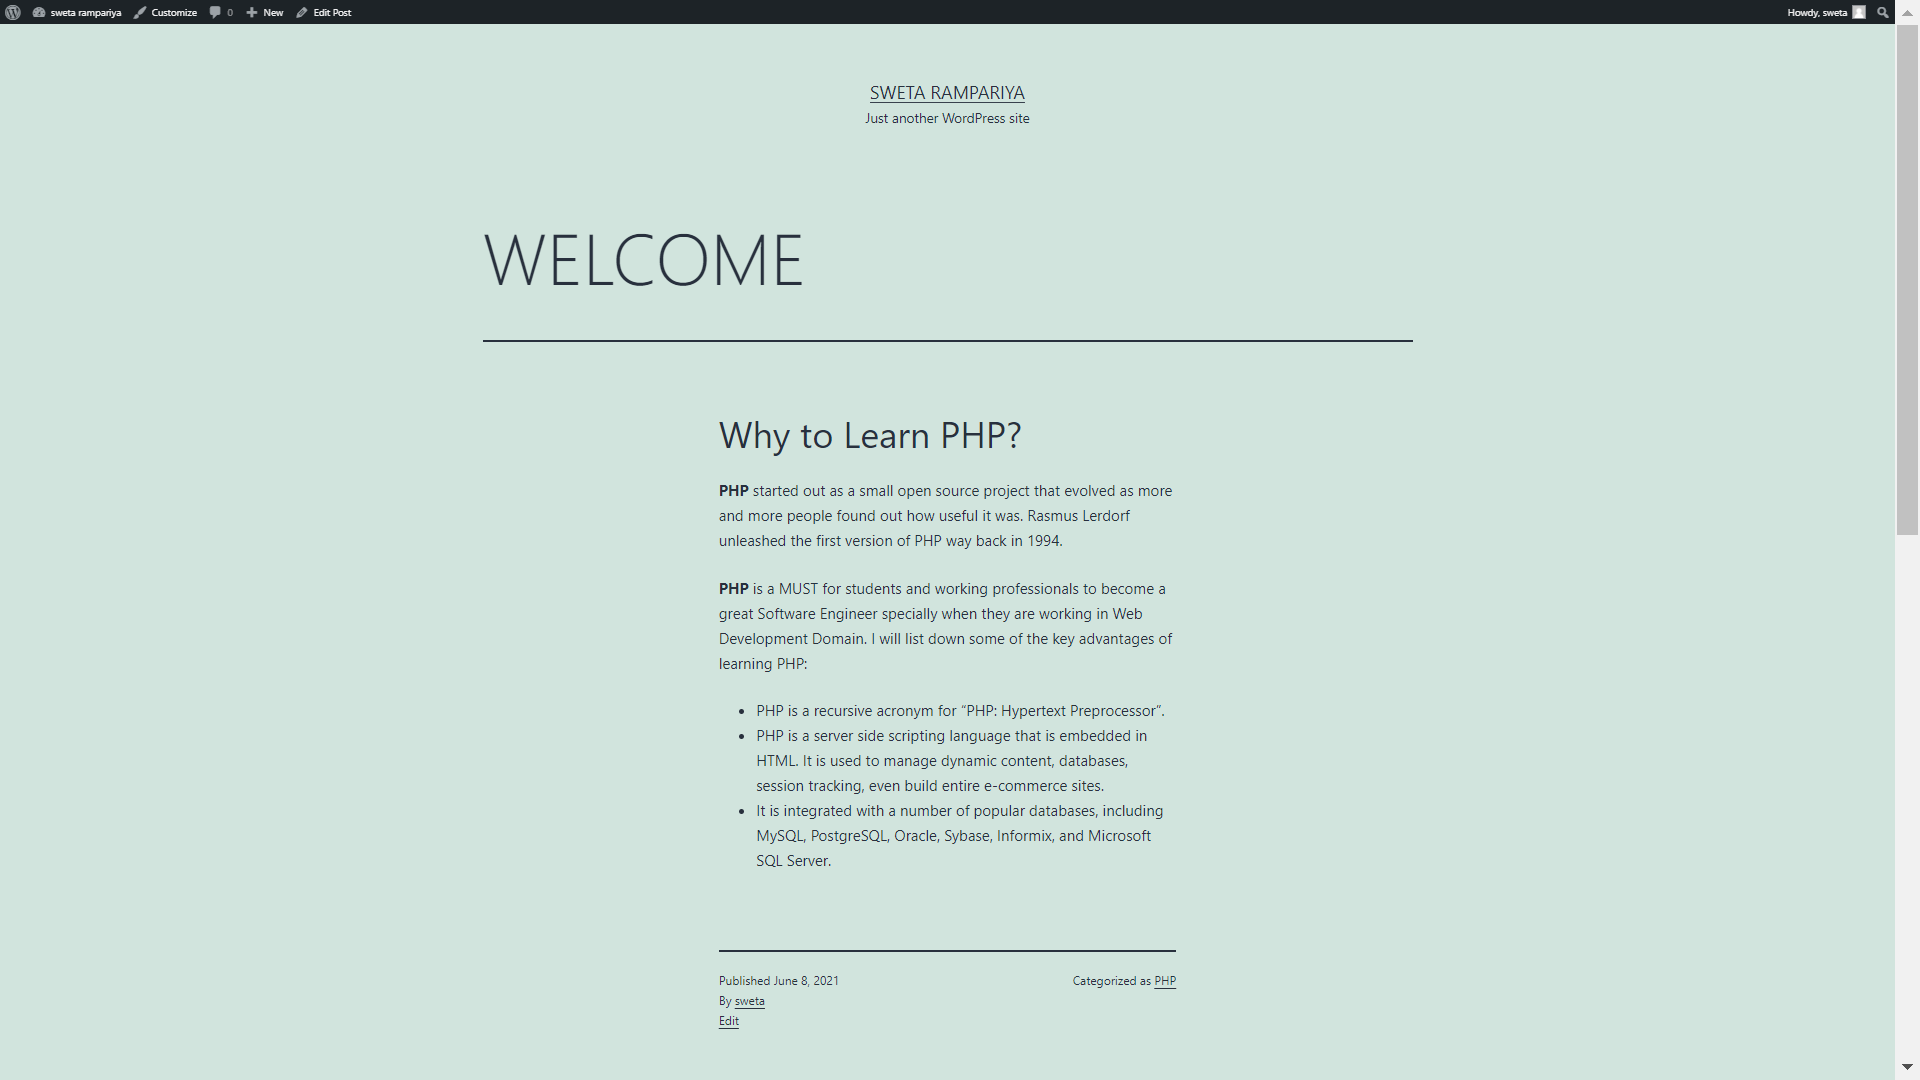 sweta rampariya Customize 0 New Edit Post Howdy, sweta
SWETA RAMPARIYA
Just another WordPress site
WELCOME
Why to Learn PHP?
PHP started out as a small open source project that evolved as more
and more people found out how useful it was. Rasmus Lerdorf
unleashed the first version of PHP way back in 1994.
PHP is a MUST for students and working professionals to become a
great Software Engineer specially when they are working in Web
Development Domain. I will list down some of the key advantages of
learning PHP:
• PHP is a recursive acronym for “PHP: Hypertext Preprocessor”.
• PHP is a server side scripting language that is embedded in
HTML. It is used to manage dynamic content, databases,
session tracking, even build entire e-commerce sites.
• It is integrated with a number of popular databases, including
MySQL, PostgreSQL, Oracle, Sybase, Informix, and Microsoft
SQL Server.
Published June 8, 2021 Categorized as PHP
By sweta
Edit